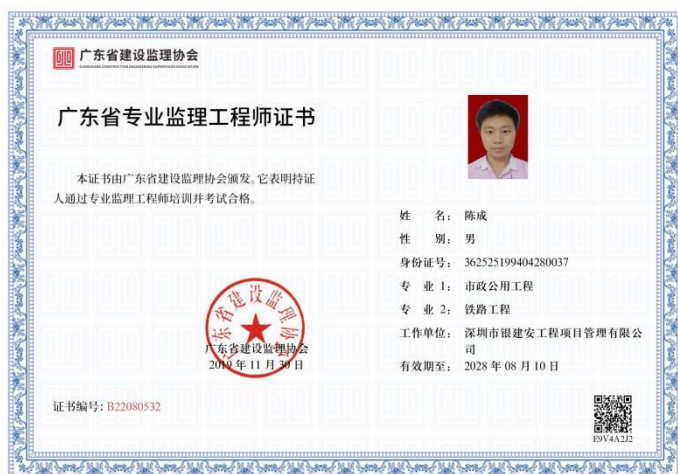 广东省建设监理协会
广东省专业监理工程师证书
本证书由广东省建设监理协会颁发。它表明持证
人通过专业监理工程师培训并考试合格。
姓 名： 陈成
性 别： 男
身份证号： 362525199404280037
专 业 1： 市政公用工程
专 业 2： 铁路工程
工作单位： 深圳市银建安工程项目管理有限公
司
有效期至： 2028 年 08 月 10 日
广东省建设监理协会
广东省建设监理协会
2019 年 11 月 30 日
证书编号：B22080532
E9V4A2J2